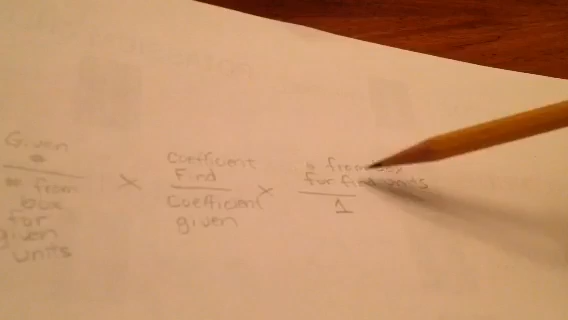 Given
#
# from
box
for
given
units
×
coefficient
Find
coefficient
given
×
# from box
for find units
1